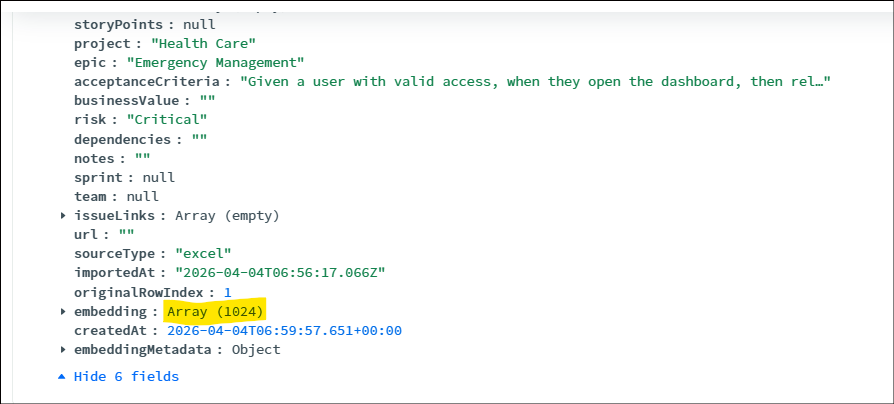 storyPoints : null
project : "Health Care"
epic : "Emergency Management"
acceptanceCriteria : "Given a user with valid access, when they open the dashboard, then rel…"
businessValue : ""
risk : "Critical"
dependencies : ""
notes : ""
sprint : null
team : null
issueLinks : Array (empty)
url : ""
sourceType : "excel"
importedAt : "2026-04-04T06:56:17.066Z"
originalRowIndex : 1
embedding : Array (1024)
createdAt : 2026-04-04T06:59:57.651+00:00
embeddingMetadata : Object
Hide 6 fields